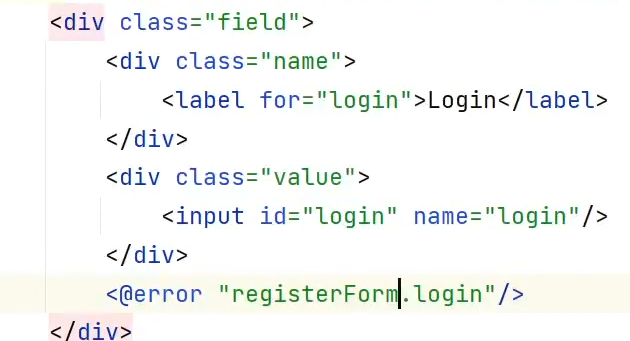 <div class="field">
<div class="name">
<label for="login">Login</label>
</div>
<div class="value">
<input id="login" name="login"/>
</div>
<@error "registerForm.login"/>
</div>